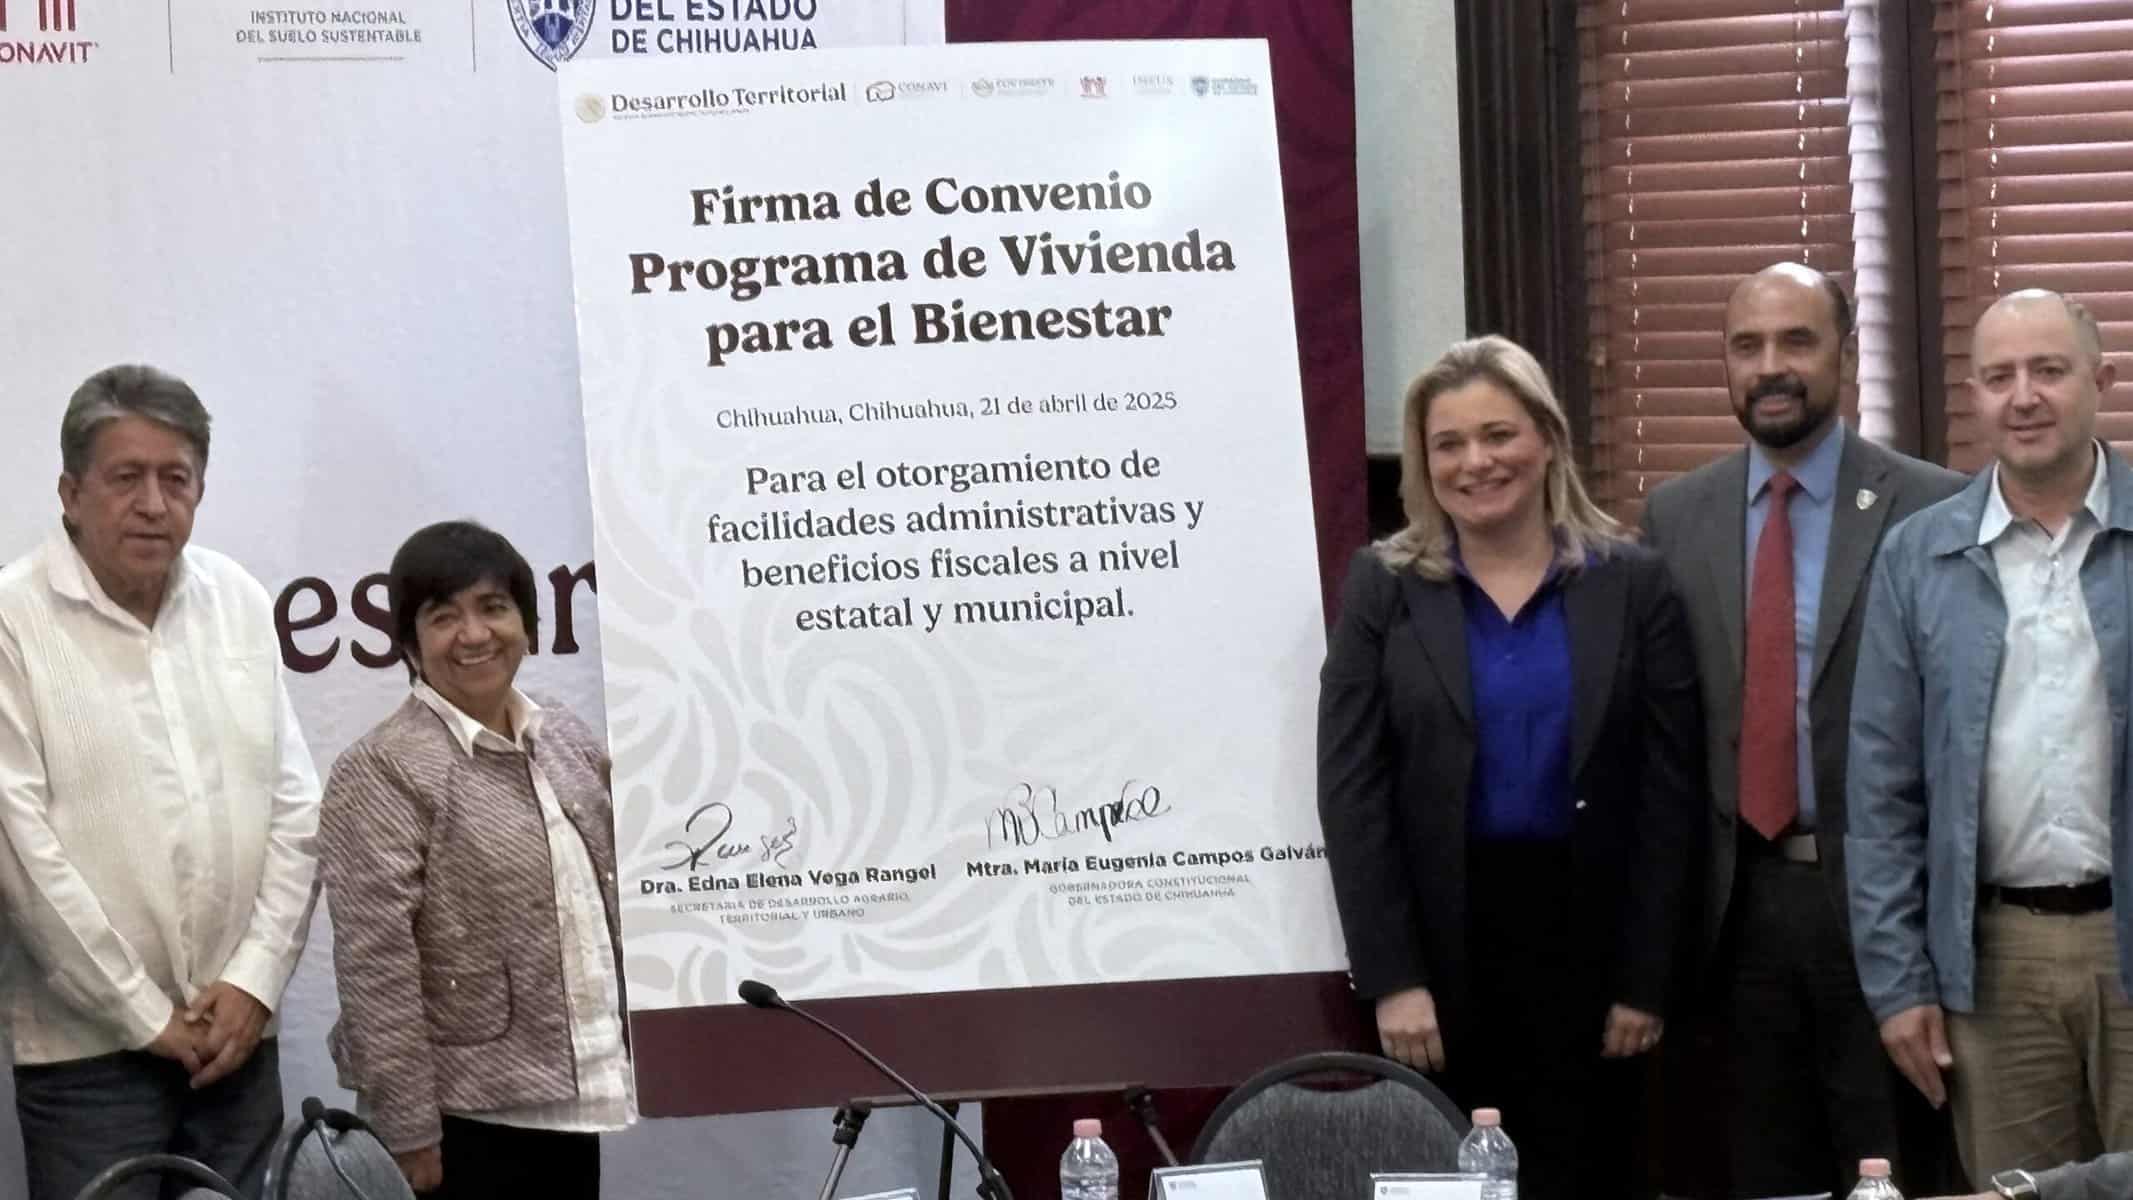 ONAVIT
INSTITUTO NACIONAL
DEL SUELO SUSTENTABLE
DEL ESTADO
DE CHIHUAHUA
Desarrollo Territorial
CONAVI
INSUS
Firma de Convenio
Programa de Vivienda
para el Bienestar
Chihuahua, Chihuahua, 21 de abril de 2025
Para el otorgamiento de
facilidades administrativas y
beneficios fiscales a nivel
estatal y municipal.
es
ar
Dra. Edna Elena Vega Rangel
SECRETARIA DE DESARROLLO AGRARIO,
TERRITORIAL Y URBANO
Mtra. María Eugenia Campos Galván
GOBERNADORA CONSTITUCIONAL
DEL ESTADO DE CHIHUAHUA